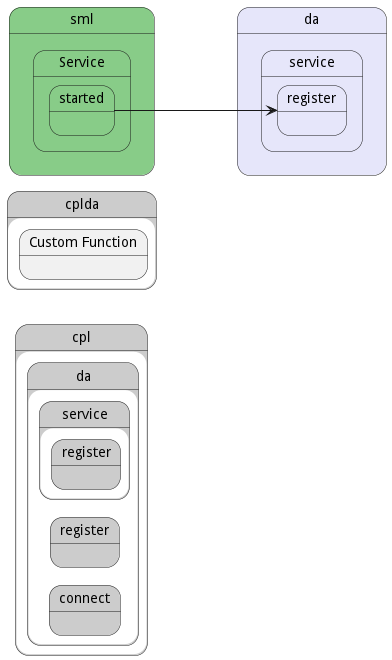 sml
da
Service
service
started
register
cplda
Custom Function
cpl
da
service
register
register
connect